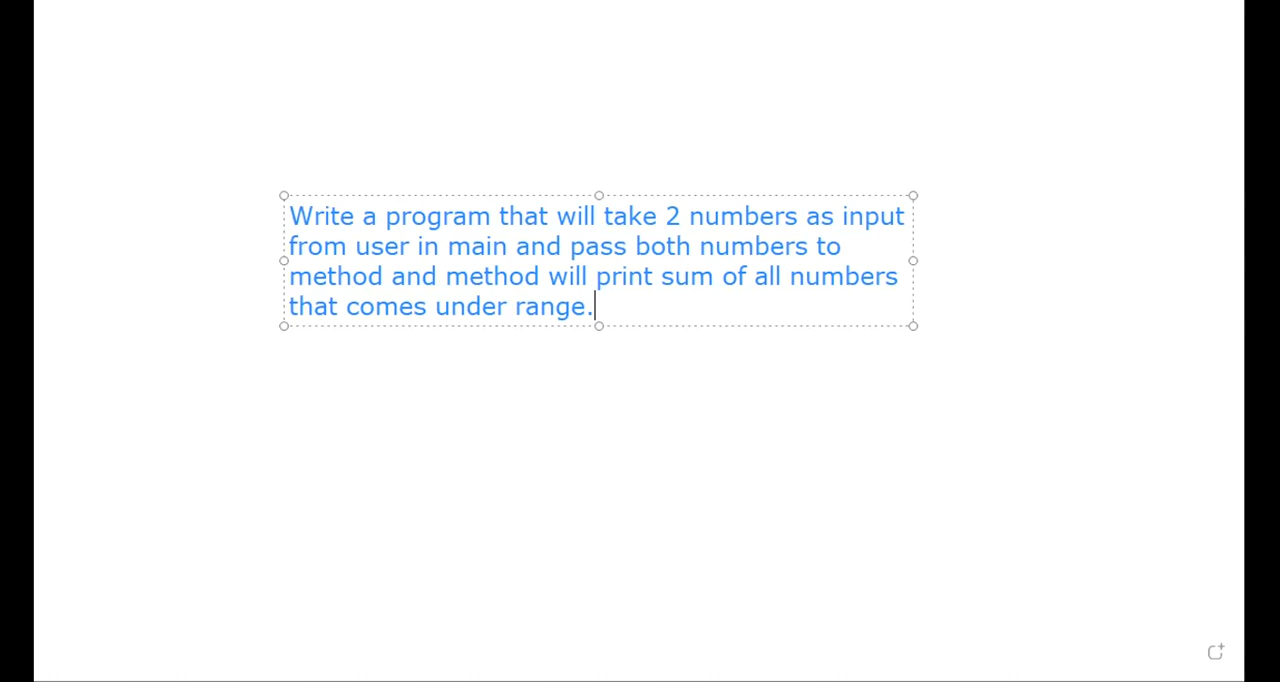 Write a program that will take 2 numbers as input
from user in main and pass both numbers to
method and method will print sum of all numbers
that comes under range.